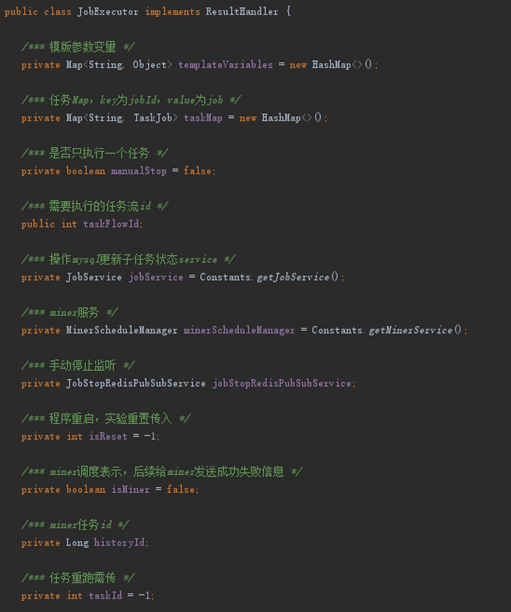 public class JobExecutor implements ResultHandler {
/*** 模版参数变量 */
private Map<String, Object> templateVariables = new HashMap<>();
/*** 任务Map，key为jobId，value为job */
private Map<String, TaskJob> taskMap = new HashMap<>();
/*** 是否只执行一个任务 */
private boolean manualStop = false;
/*** 需要执行的任务流id */
public int taskFlowId;
/*** 操作mysql更新子任务状态service */
private JobService jobService = Constants.getJobService();
/*** miner服务 */
private MinerScheduleManager minerScheduleManager = Constants.getMinerService();
/*** 手动停止监听 */
private JobStopRedisPubSubService jobStopRedisPubSubService;
/*** 程序重启，实验重置传入 */
private int isReset = -1;
/*** miner调度表示，后续给miner发送成功失败信息 */
private boolean isMiner = false;
/*** miner任务id */
private Long historyId;
/*** 任务重跑需传 */
private int taskId = -1;